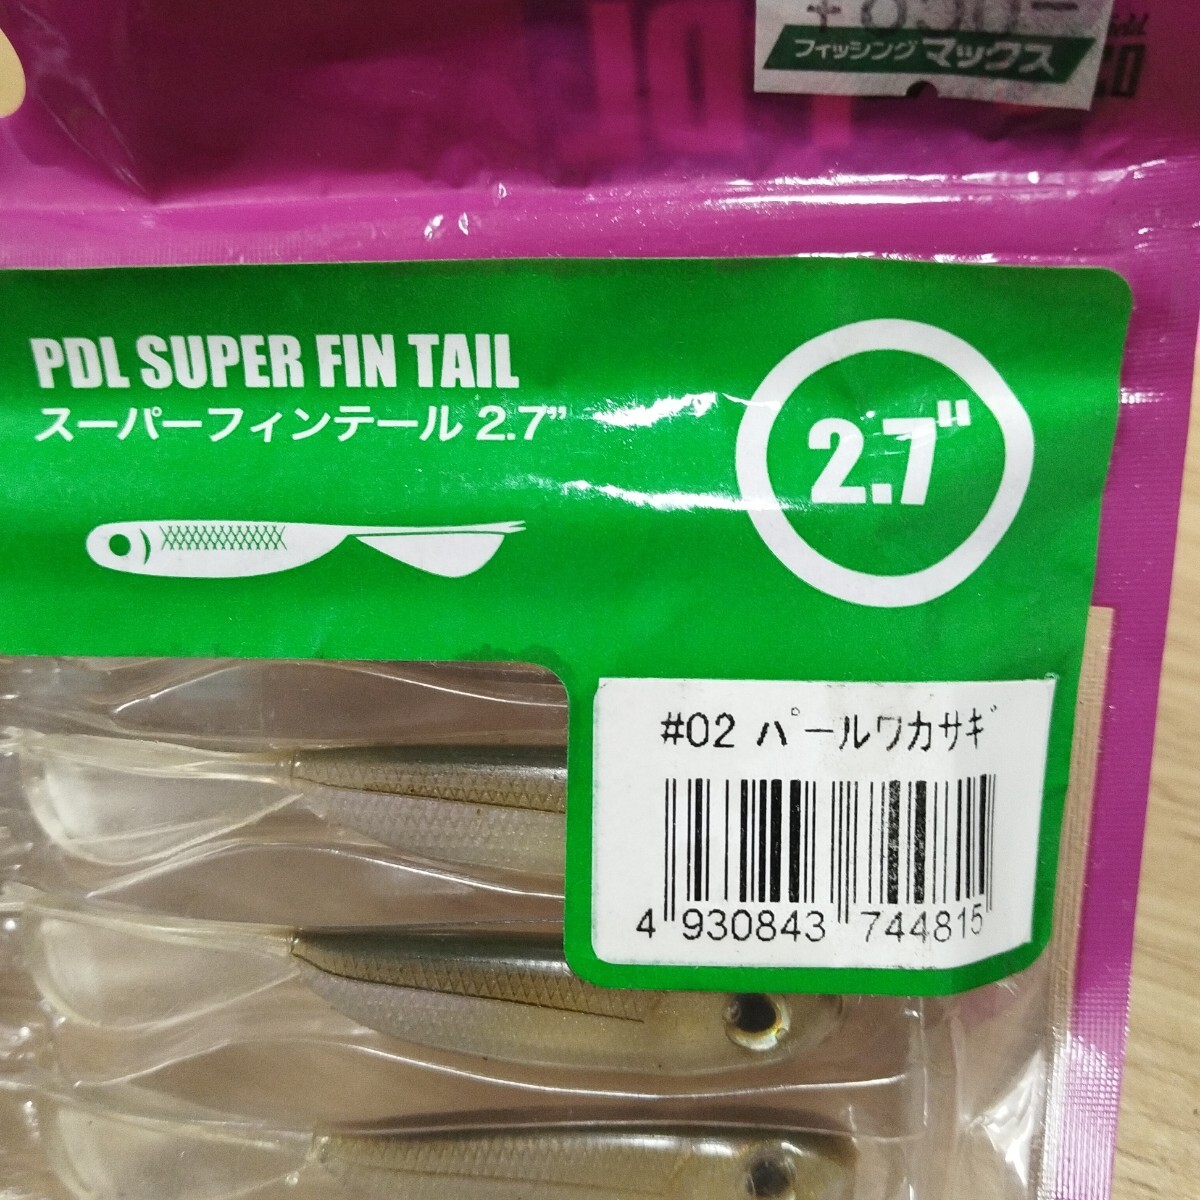 フィッシング マックス
PDL SUPER FIN TAIL
スーパーフィンテール 2.7”
2.7"
#02 ﾊﾟｰﾙﾜｶｻｷﾞ
4 930843 744815